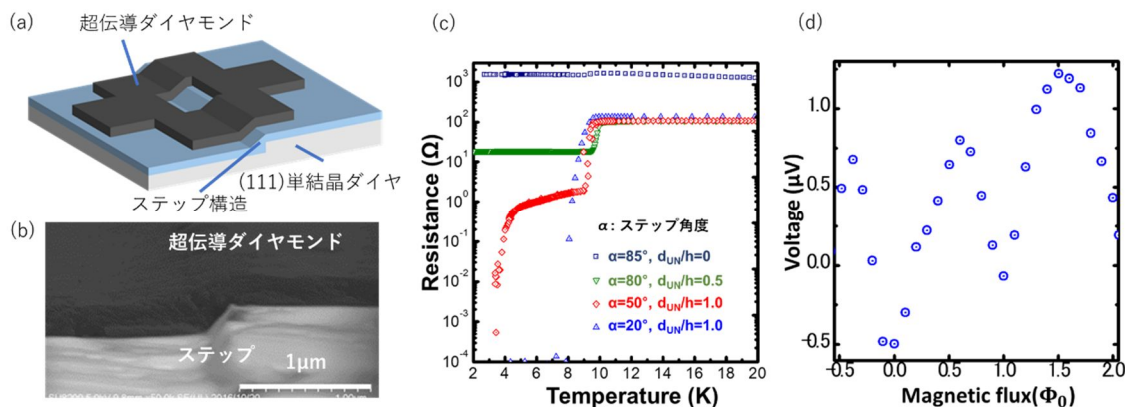 (a)
超伝導ダイヤモンド
(111)単結晶ダイヤ
ステップ構造
(b)
超伝導ダイヤモンド
ステップ
1μm
(c)
10³
10²
10¹
10⁰
10⁻¹
10⁻²
10⁻³
10⁻⁴
Resistance (Ω)
α : ステップ角度
α=85°, d_UN/h=0
α=80°, d_UN/h=0.5
α=50°, d_UN/h=1.0
α=20°, d_UN/h=1.0
2 4 6 8 10 12 14 16 18 20
Temperature (K)
(d)
1.0
0.5
0.0
-0.5
Voltage (μV)
-0.5 0.0 0.5 1.0 1.5 2.0
Magnetic flux(Φ₀)